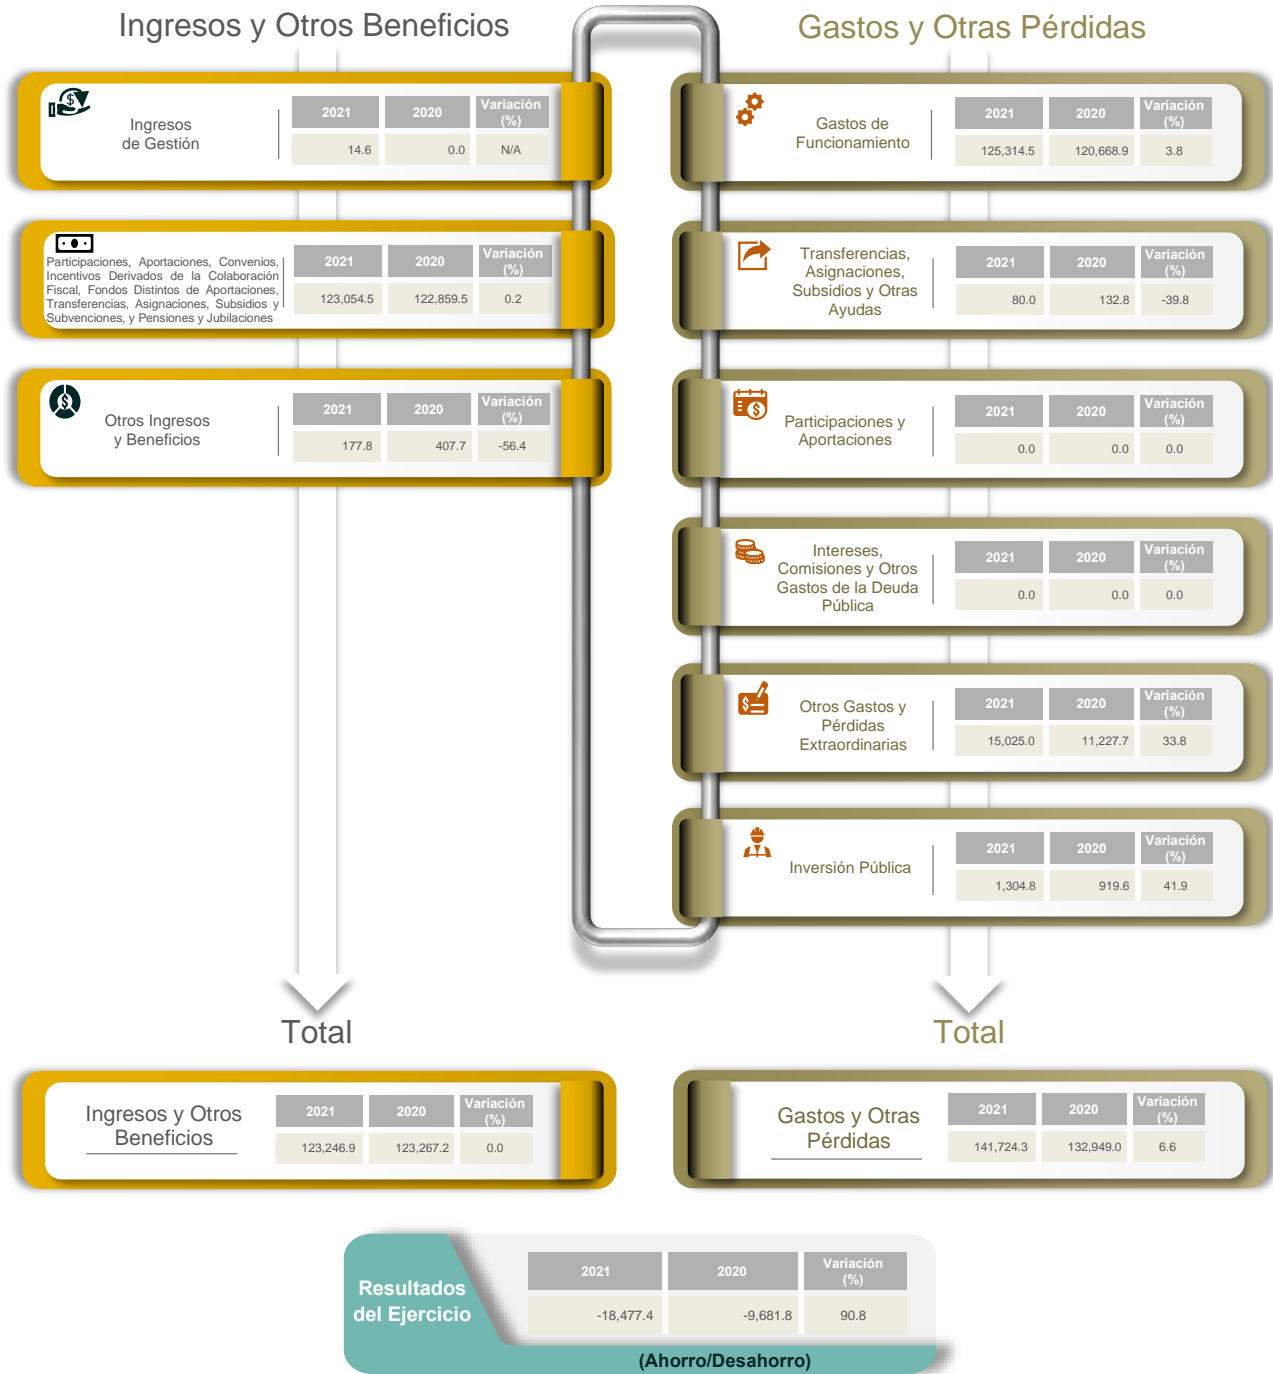 Ingresos y Otros Beneficios
Ingresos
de Gestión
2021 2020 Variación
(%)
14.6 0.0 N/A
Participaciones, Aportaciones, Convenios,
Incentivos Derivados de la Colaboración
Fiscal, Fondos Distintos de Aportaciones,
Transferencias, Asignaciones, Subsidios y
Subvenciones, y Pensiones y Jubilaciones
2021 2020 Variación
(%)
123,054.5 122,859.5 0.2
Otros Ingresos
y Beneficios
2021 2020 Variación
(%)
177.8 407.7 -56.4
Total
Ingresos y Otros
Beneficios
2021 2020 Variación
(%)
123,246.9 123,267.2 0.0
Gastos y Otras Pérdidas
Gastos de
Funcionamiento
2021 2020 Variación
(%)
125,314.5 120,668.9 3.8
Transferencias,
Asignaciones,
Subsidios y Otras
Ayudas
2021 2020 Variación
(%)
80.0 132.8 -39.8
Participaciones y
Aportaciones
2021 2020 Variación
(%)
0.0 0.0 0.0
Intereses,
Comisiones y Otros
Gastos de la Deuda
Pública
2021 2020 Variación
(%)
0.0 0.0 0.0
Otros Gastos y
Pérdidas
Extraordinarias
2021 2020 Variación
(%)
15,025.0 11,227.7 33.8
Inversión Pública
2021 2020 Variación
(%)
1,304.8 919.6 41.9
Total
Gastos y Otras
Pérdidas
2021 2020 Variación
(%)
141,724.3 132,949.0 6.6
Resultados
del Ejercicio
2021 2020 Variación
(%)
-18,477.4 -9,681.8 90.8
(Ahorro/Desahorro)